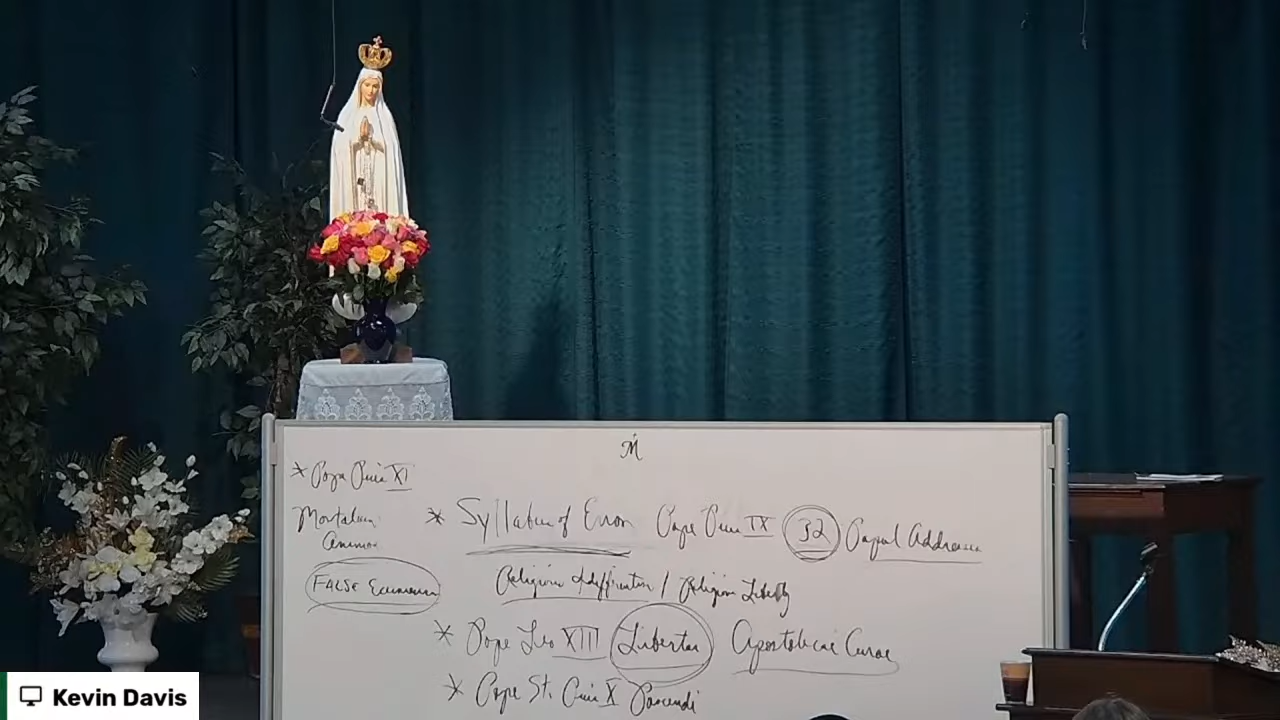 M
* Pope Pius XI
Mortalium
Animos
FALSE Ecumenism
* Syllabus of Errors Pope Pius IX 32 Papal Addresses
Religious Indifferentism / Religious Liberty
* Pope Leo XIII Libertas Apostolicae Curae
* Pope St. Pius X Pascendi
Kevin Davis